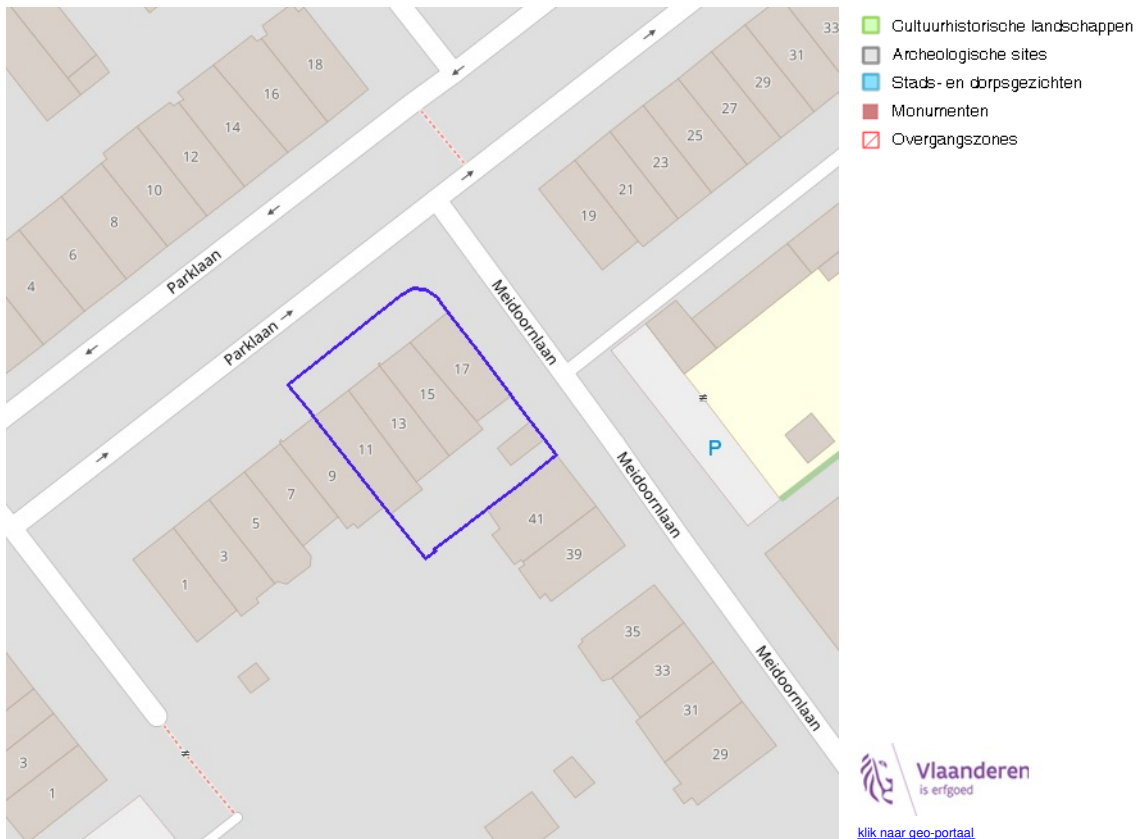 Cultuurhistorische landschappen
Archeologische sites
Stads- en dorpsgezichten
Monumenten
Overgangszones
33
31
29
27
25
23
21
19
18
16
14
12
10
8
6
4
Parklaan
Parklaan
Meidoornlaan
17
15
13
11
9
7
5
3
1
P
Meidoornlaan
41
39
35
33
31
29
Meidoornlaan
3
1
Vlaanderen
is erfgoed
klik naar geo-portaal